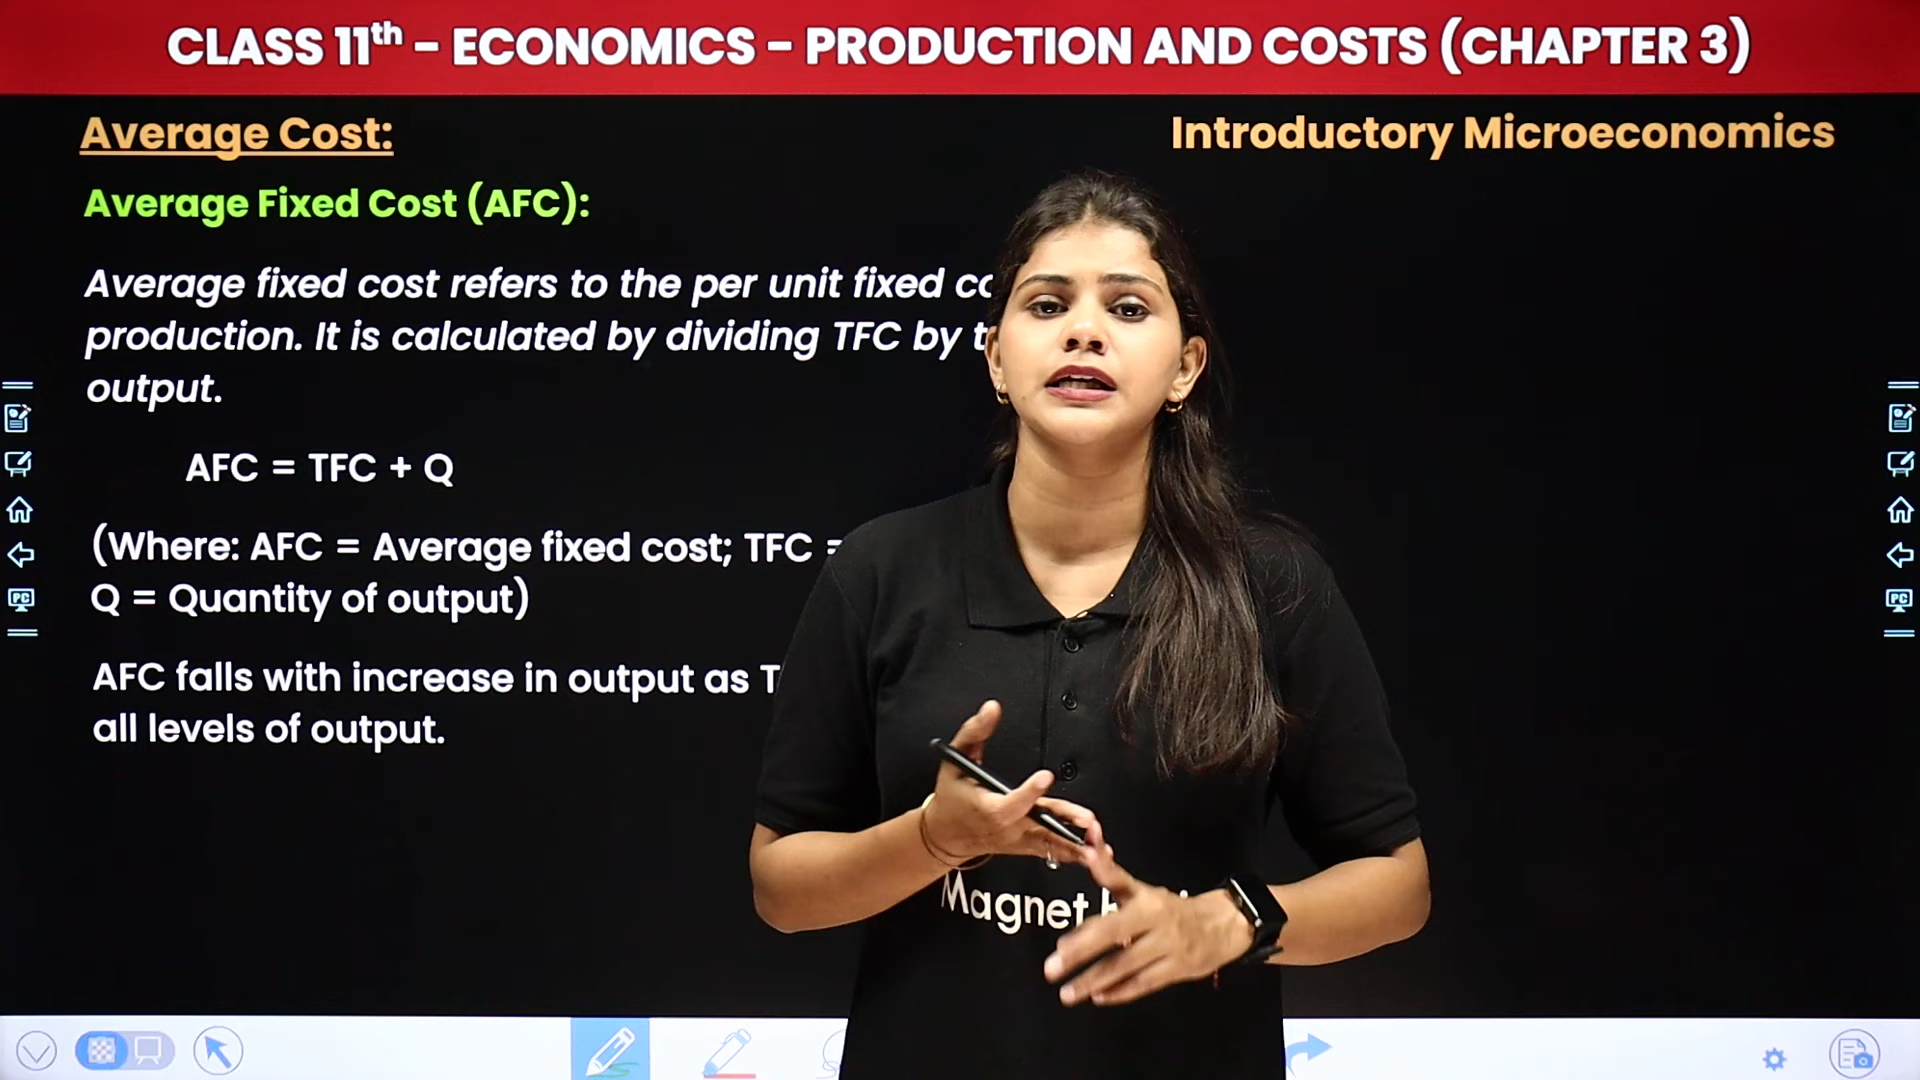 CLASS 11th – ECONOMICS – PRODUCTION AND COSTS (CHAPTER 3)
Average Cost:
Introductory Microeconomics
Average Fixed Cost (AFC):
Average fixed cost refers to the per unit fixed
production. It is calculated by dividing TFC by
output.
AFC = TFC + Q
(Where: AFC = Average fixed cost; TFC =
Q = Quantity of output)
AFC falls with increase in output as
all levels of output.
Magnet
PC
PC